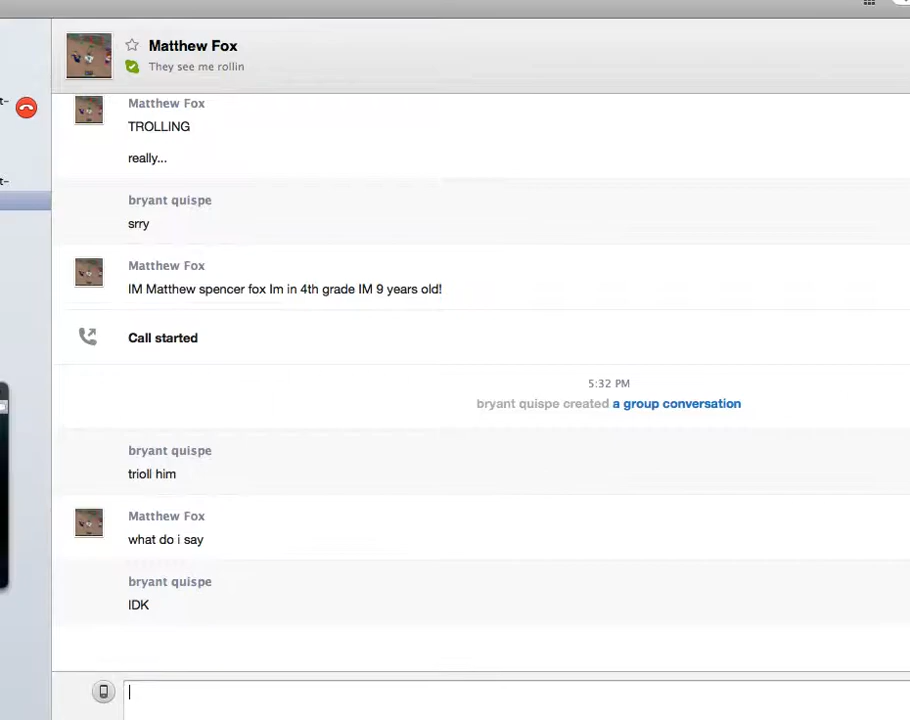 Matthew Fox
They see me rollin
Matthew Fox
TROLLING
really...
bryant quispe
srry
Matthew Fox
IM Matthew spencer fox Im in 4th grade IM 9 years old!
Call started
5:32 PM
bryant quispe created a group conversation
bryant quispe
trioll him
Matthew Fox
what do i say
bryant quispe
IDK
t-
t-